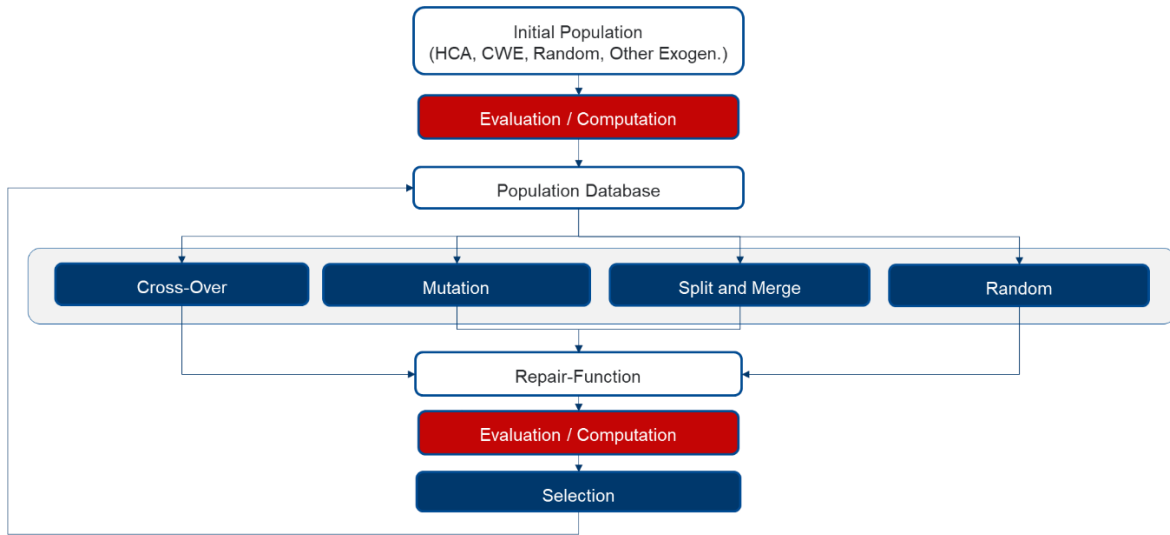 Initial Population
(HCA, CWE, Random, Other Exogen.)
Evaluation / Computation
Population Database
Cross-Over
Mutation
Split and Merge
Random
Repair-Function
Evaluation / Computation
Selection